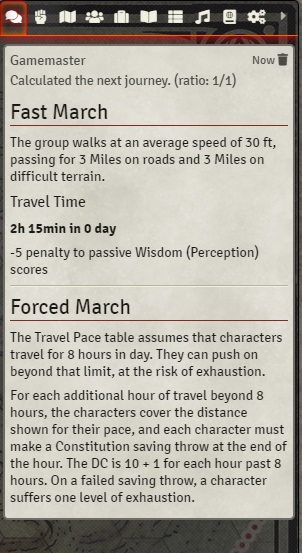 Gamemaster Now
Calculated the next journey. (ratio: 1/1)
Fast March
The group walks at an average speed of 30 ft,
passing for 3 Miles on roads and 3 Miles on
difficult terrain.
Travel Time
2h 15min in 0 day
-5 penalty to passive Wisdom (Perception)
scores
Forced March
The Travel Pace table assumes that characters
travel for 8 hours in day. They can push on
beyond that limit, at the risk of exhaustion.
For each additional hour of travel beyond 8
hours, the characters cover the distance
shown for their pace, and each character must
make a Constitution saving throw at the end of
the hour. The DC is 10 + 1 for each hour past 8
hours. On a failed saving throw, a character
suffers one level of exhaustion.